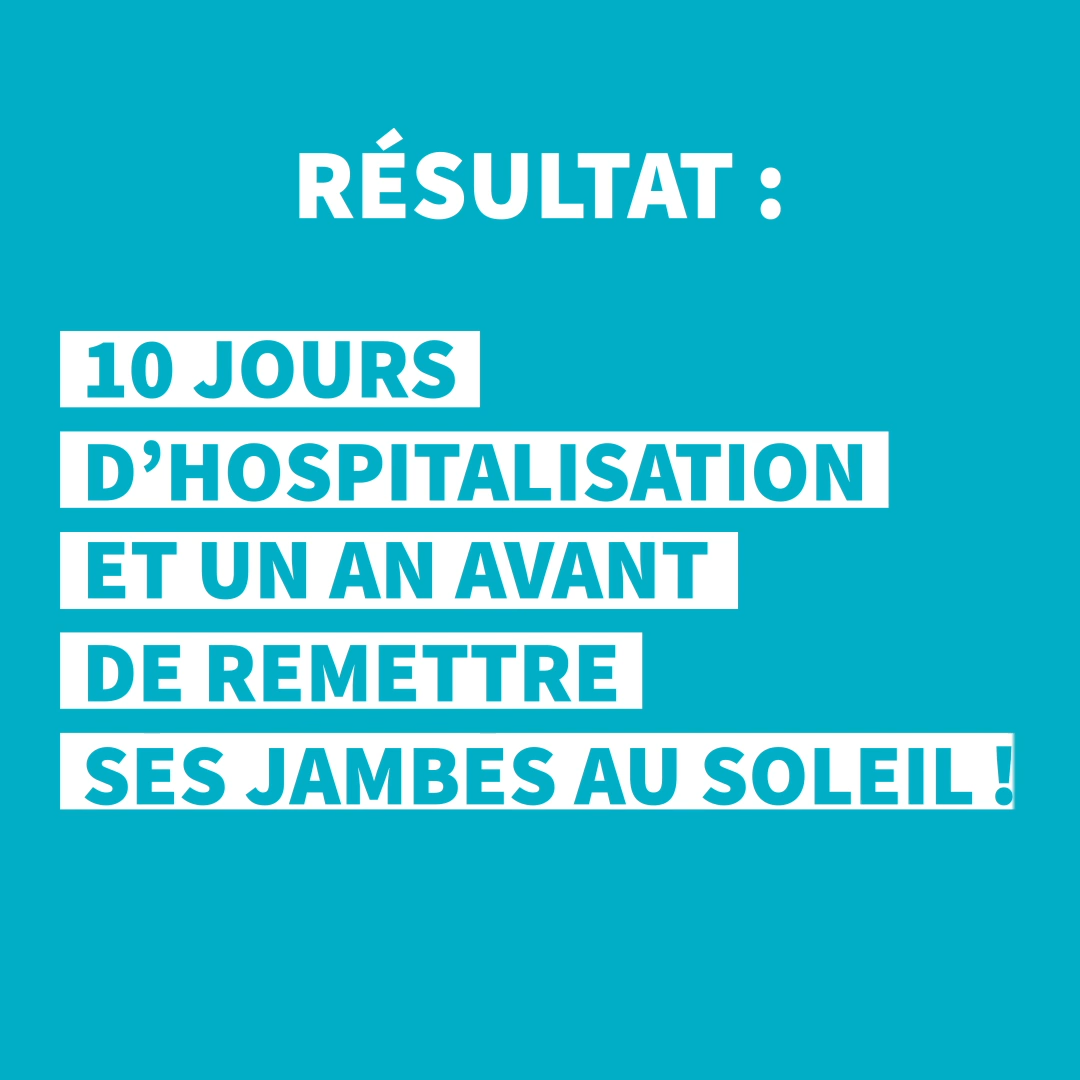 RÉSULTAT :
10 JOURS
D’HOSPITALISATION
ET UN AN AVANT
DE REMETTRE
SES JAMBES AU SOLEIL !